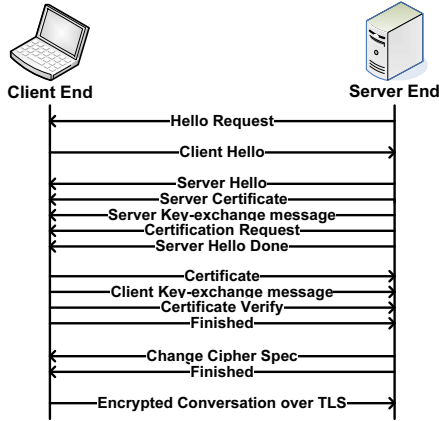 Client End
Server End
Hello Request
Client Hello
Server Hello
Server Certificate
Server Key-exchange message
Certification Request
Server Hello Done
Certificate
Client Key-exchange message
Certificate Verify
Finished
Change Cipher Spec
Finished
Encrypted Conversation over TLS